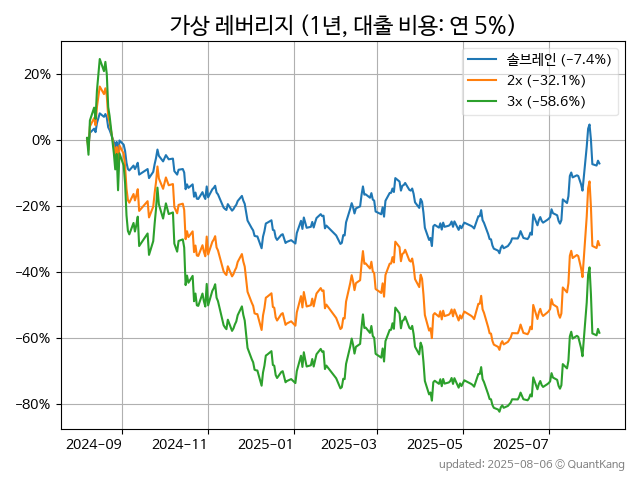 가상 레버리지 (1년, 대출 비용: 연 5%)
솔브레인 (−7.4%)
2x (−32.1%)
3x (−58.6%)
20%
0%
−20%
−40%
−60%
−80%
2024-09 2024-11 2025-01 2025-03 2025-05 2025-07
updated: 2025-08-06 © QuantKang